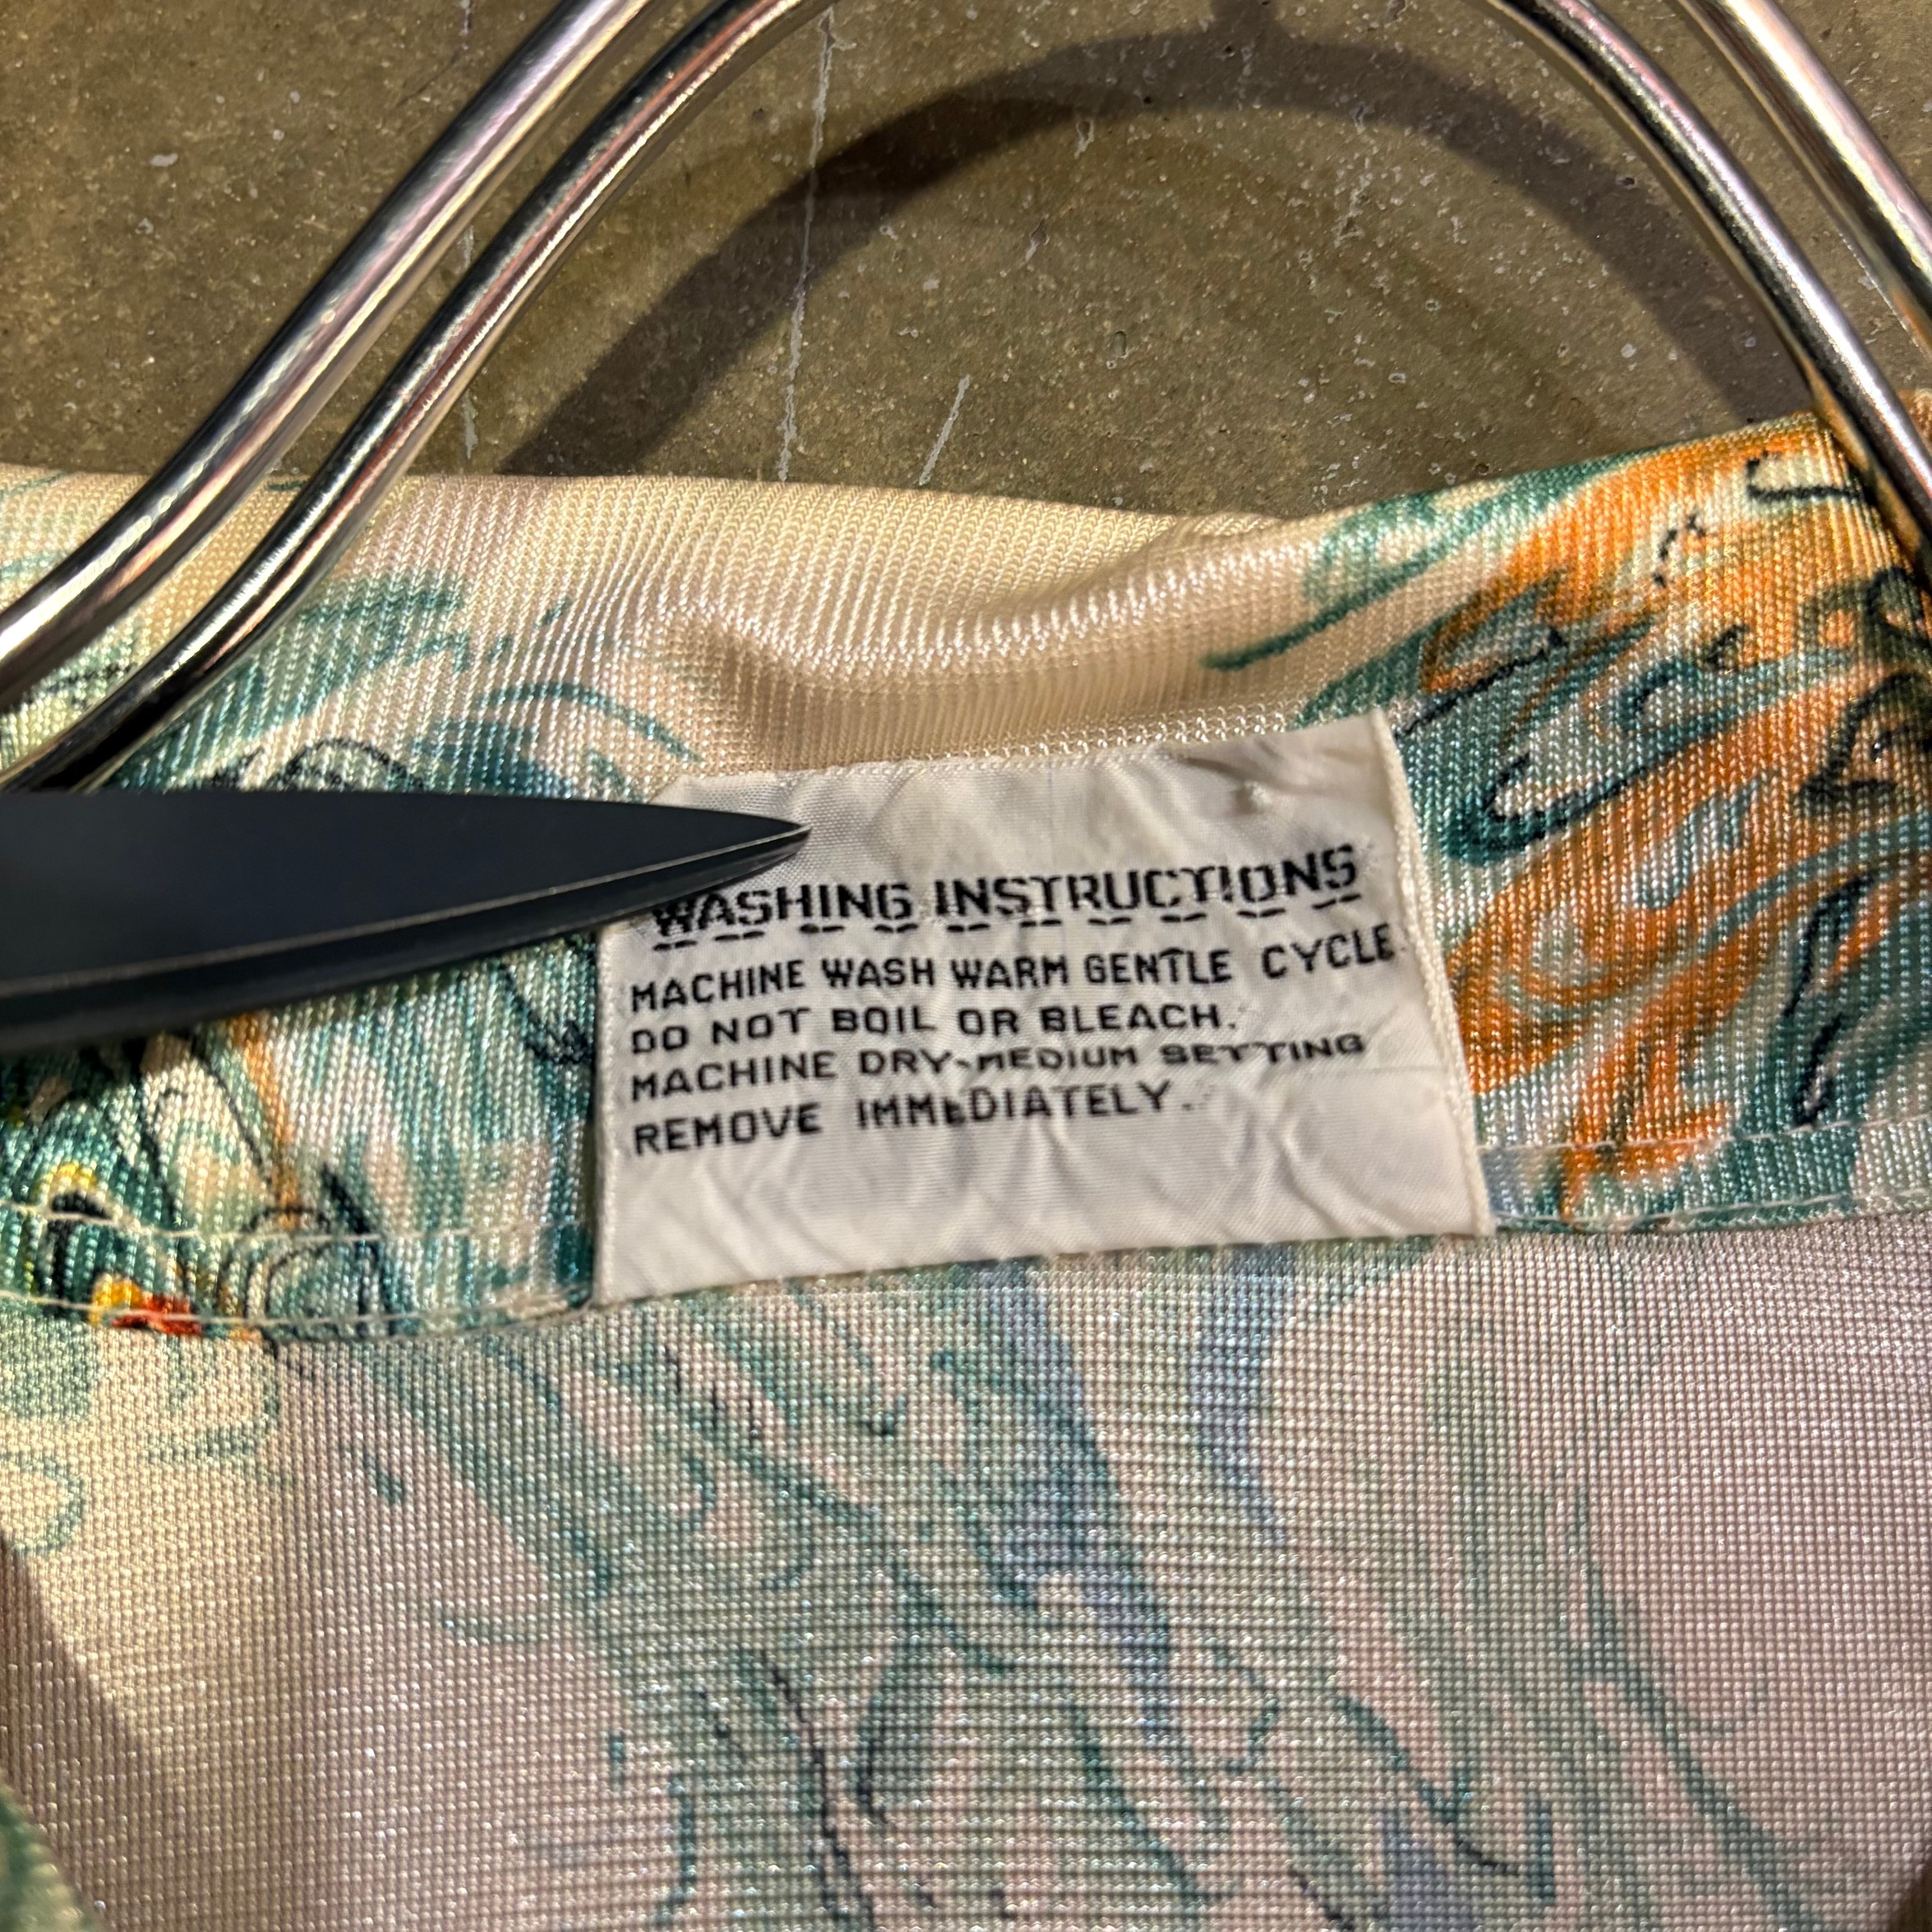 WASHING INSTRUCTIONS
MACHINE WASH WARM GENTLE CYCLE
DO NOT BOIL OR BLEACH.
MACHINE DRY-MEDIUM SETTING
REMOVE IMMEDIATELY.